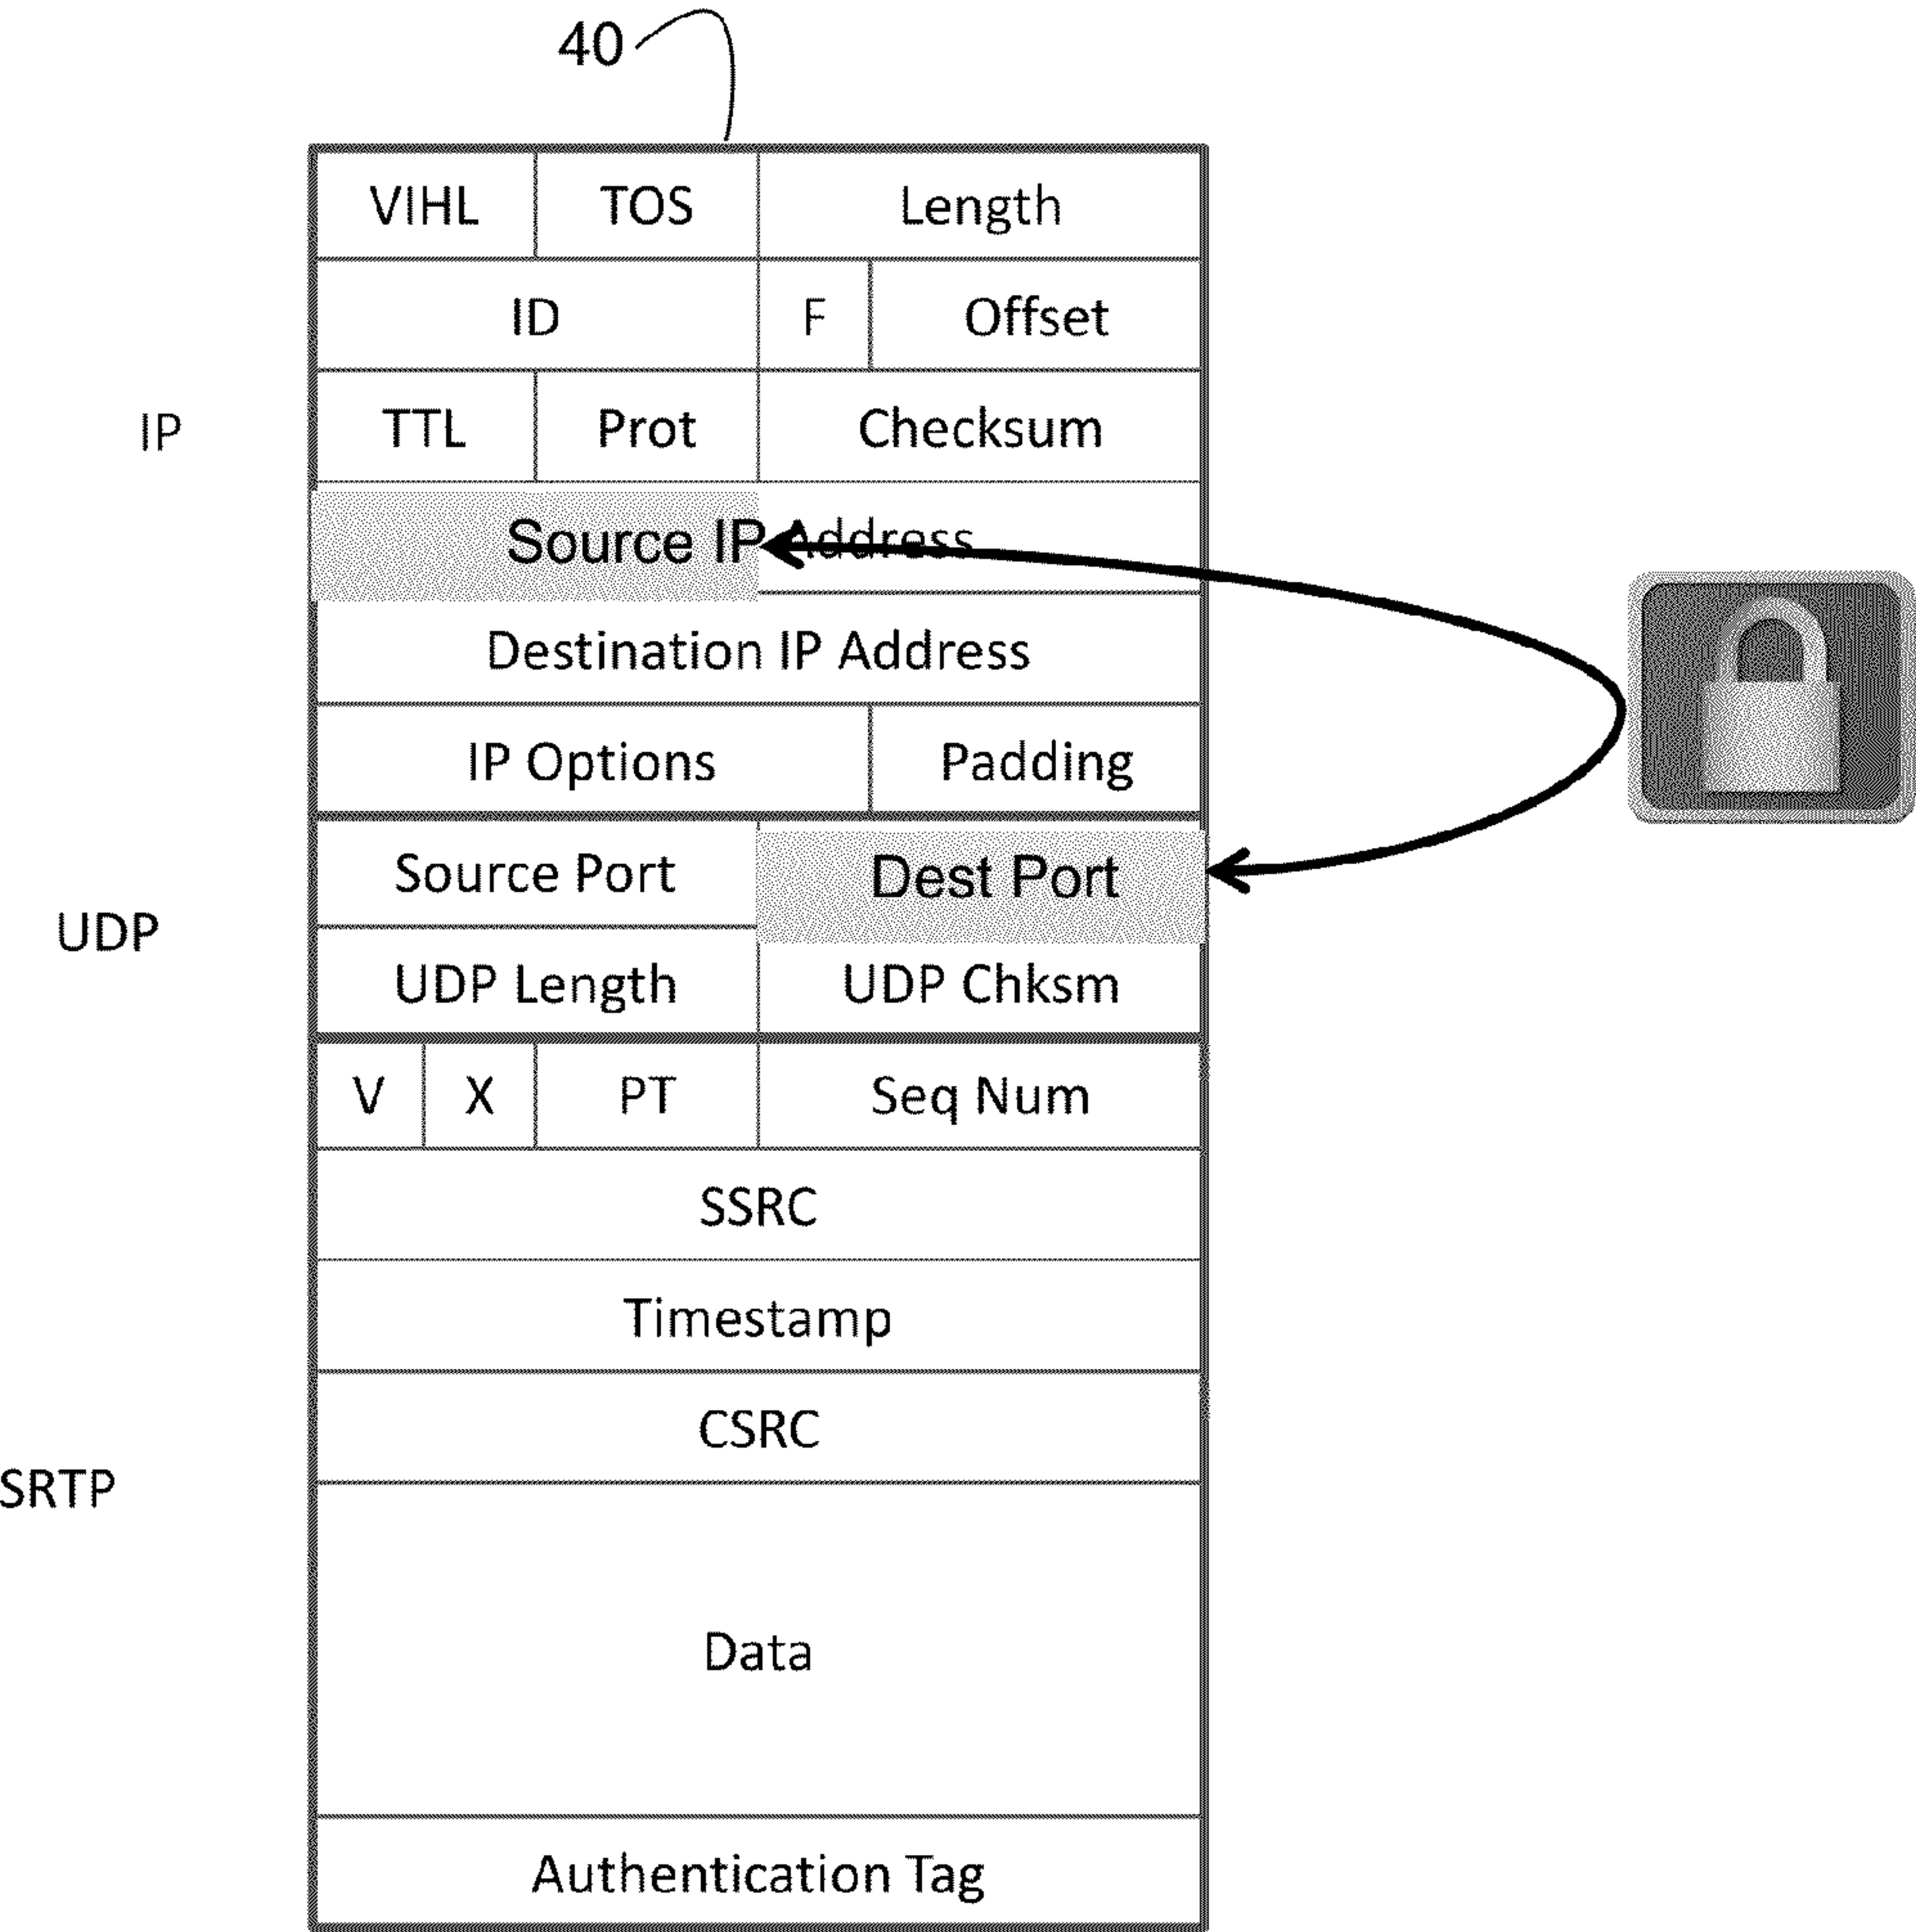 40
VIHL TOS Length
ID F Offset
IP
TTL Prot Checksum
Source IP Address
Destination IP Address
IP Options Padding
Source Port Dest Port
UDP
UDP Length UDP Chksm
V X PT Seq Num
SSRC
Timestamp
CSRC
SRTP
Data
Authentication Tag